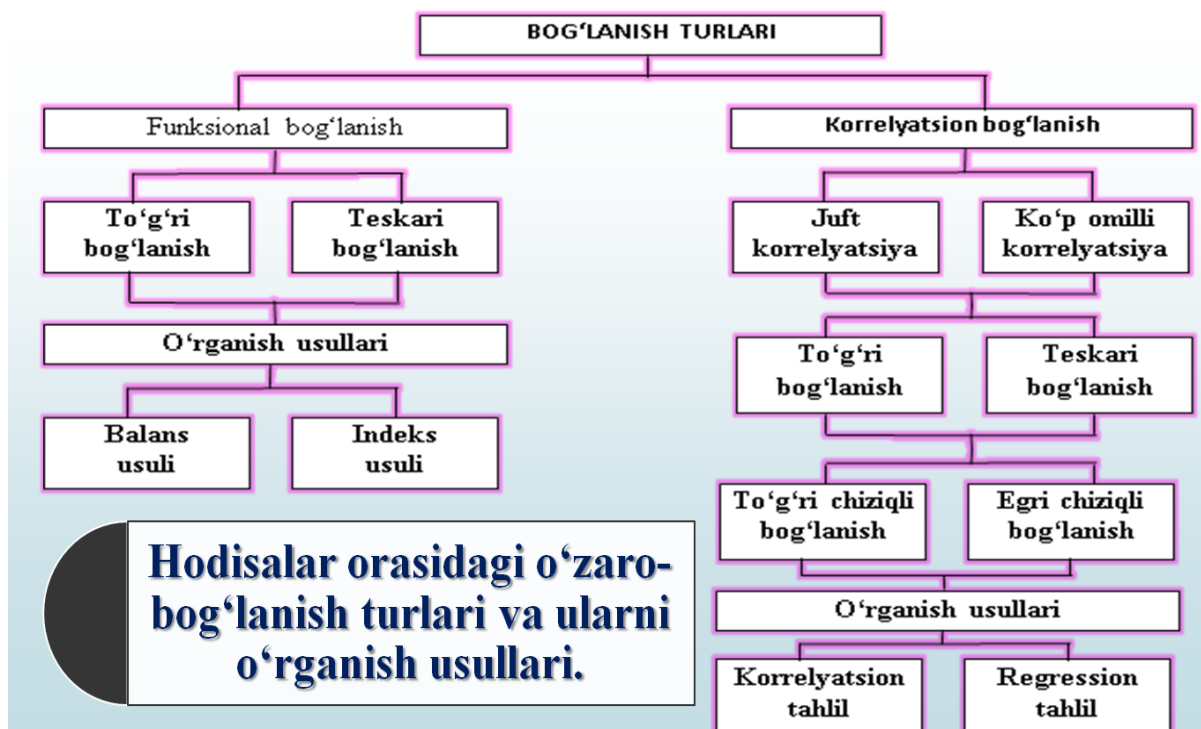 BOG‘LANISH TURLARI
Funksional bog‘lanish
To‘g‘ri
bog‘lanish
Teskari
bog‘lanish
O‘rganish usullari
Balans
usuli
Indeks
usuli
Korrelyatsion bog‘lanish
Juft
korrelyatsiya
Ko‘p omilli
korrelyatsiya
To‘g‘ri
bog‘lanish
Teskari
bog‘lanish
To‘g‘ri chiziqli
bog‘lanish
Egri chiziqli
bog‘lanish
O‘rganish usullari
Korrelyatsion
tahlil
Regression
tahlil
Hodisalar orasidagi o‘zaro-
bog‘lanish turlari va ularni
o‘rganish usullari.